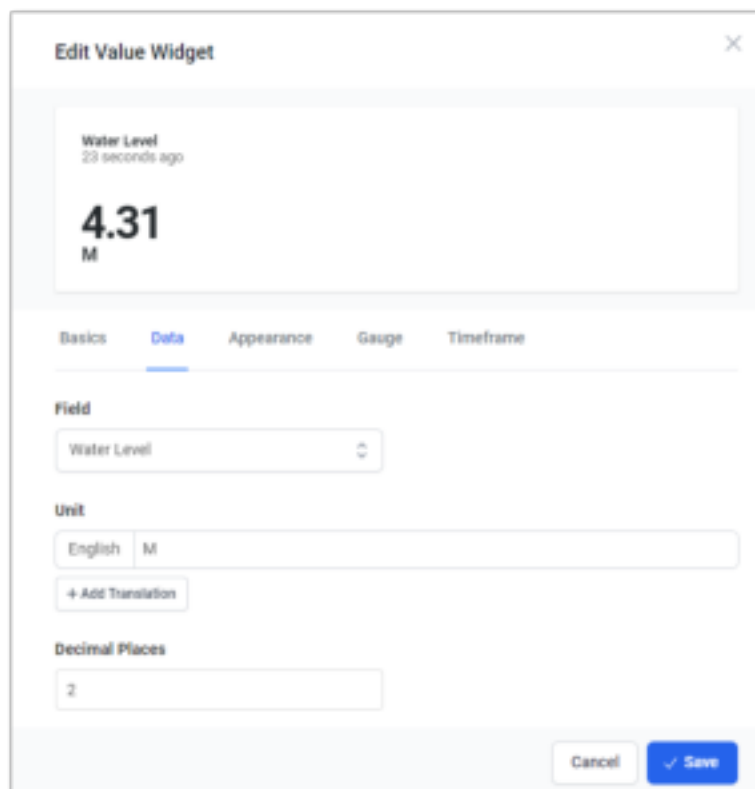 Edit Value Widget
Water Level
23 seconds ago
4.31
M
Basics Data Appearance Gauge Timeframe
Field
Water Level
Unit
English M
+ Add Translation
Decimal Places
2
Cancel ✓ Save